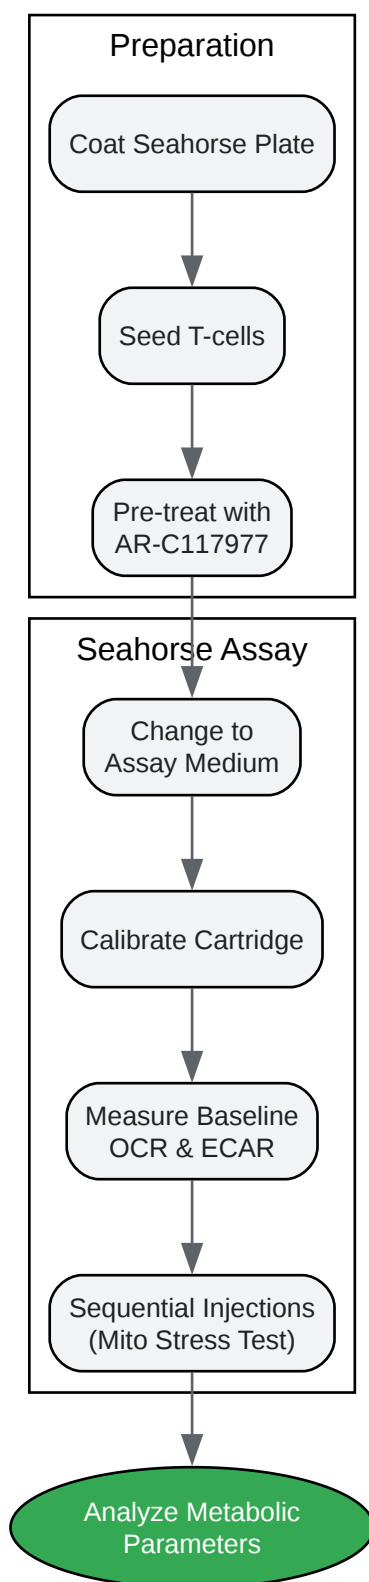 Preparation
Coat Seahorse Plate
Seed T-cells
Pre-treat with
AR-C117977
Seahorse Assay
Change to
Assay Medium
Calibrate Cartridge
Measure Baseline
OCR & ECAR
Sequential Injections
(Mito Stress Test)
Analyze Metabolic
Parameters